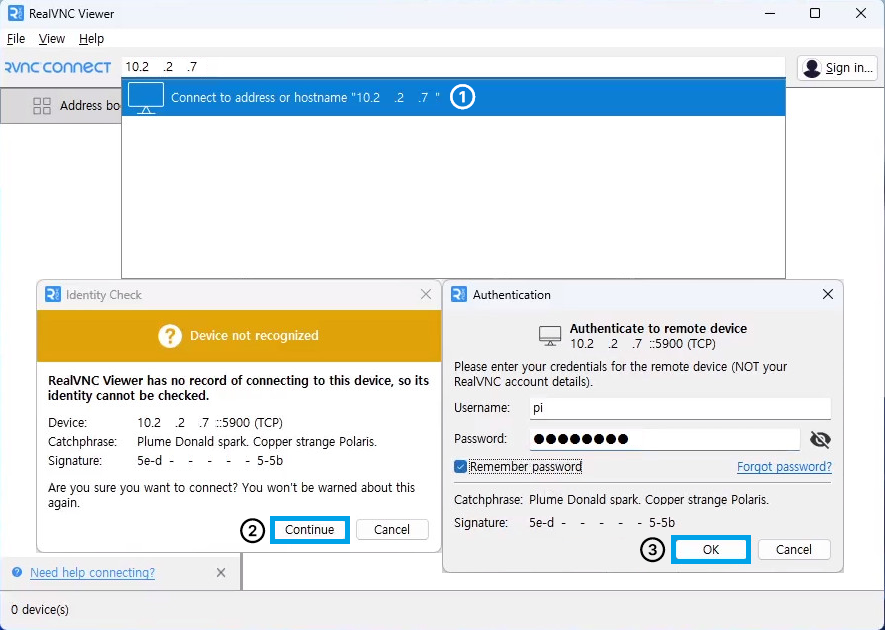 RealVNC Viewer
File View Help
RVNC CONNECT
10.2 .2 .7
Sign in...
Address bo
Connect to address or hostname "10.2 .2 .7 "
1
Identity Check
Device not recognized
RealVNC Viewer has no record of connecting to this device, so its
identity cannot be checked.
Device: 10.2 .2 .7 ::5900 (TCP)
Catchphrase: Plume Donald spark. Copper strange Polaris.
Signature: 5e-d - - - - - 5-5b
Are you sure you want to connect? You won't be warned about this
again.
2
Continue
Cancel
Authentication
Authenticate to remote device
10.2 .2 .7 ::5900 (TCP)
Please enter your credentials for the remote device (NOT your
RealVNC account details).
Username: pi
Password: ●●●●●●●●
Remember password
Forgot password?
Catchphrase: Plume Donald spark. Copper strange Polaris.
Signature: 5e-d - - - - - 5-5b
3
OK
Cancel
Need help connecting?
0 device(s)